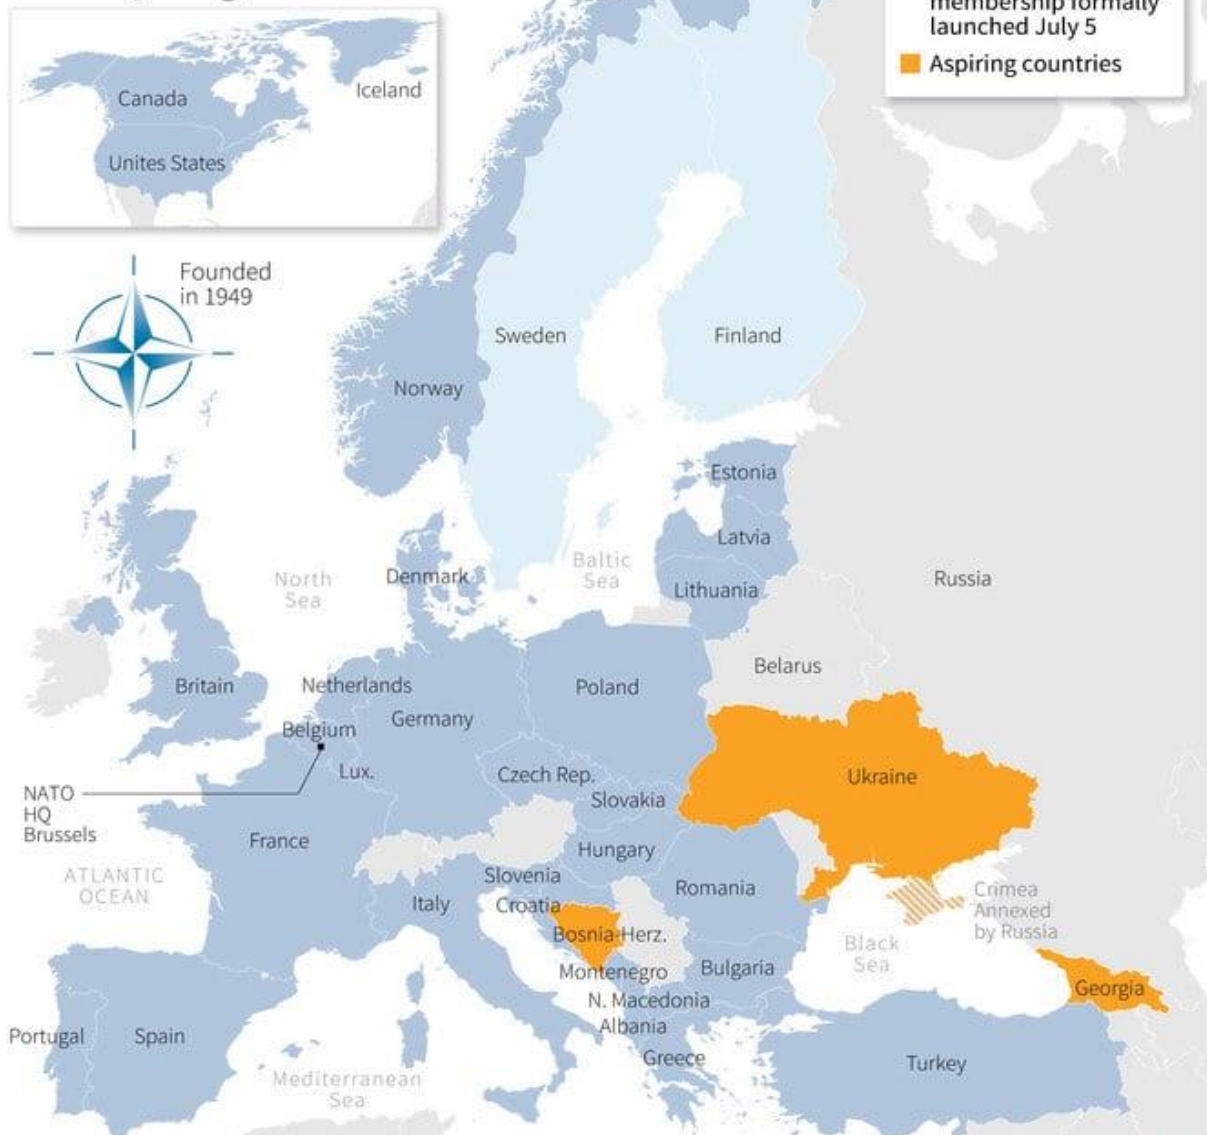 membership formally
launched July 5
Aspiring countries
Canada
Iceland
Unites States
Founded
in 1949
Sweden
Finland
Norway
Estonia
Latvia
Baltic
Sea
North
Sea
Denmark
Lithuania
Russia
Belarus
Britain
Netherlands
Poland
Germany
Belgium
Lux.
Czech Rep.
Ukraine
Slovakia
NATO
HQ
Brussels
France
Hungary
ATLANTIC
OCEAN
Slovenia
Romania
Italy
Croatia
Crimea
Annexed
by Russia
Bosnia-Herz.
Black
Sea
Montenegro
Bulgaria
Georgia
N. Macedonia
Albania
Portugal
Spain
Greece
Turkey
Mediterranean
Sea